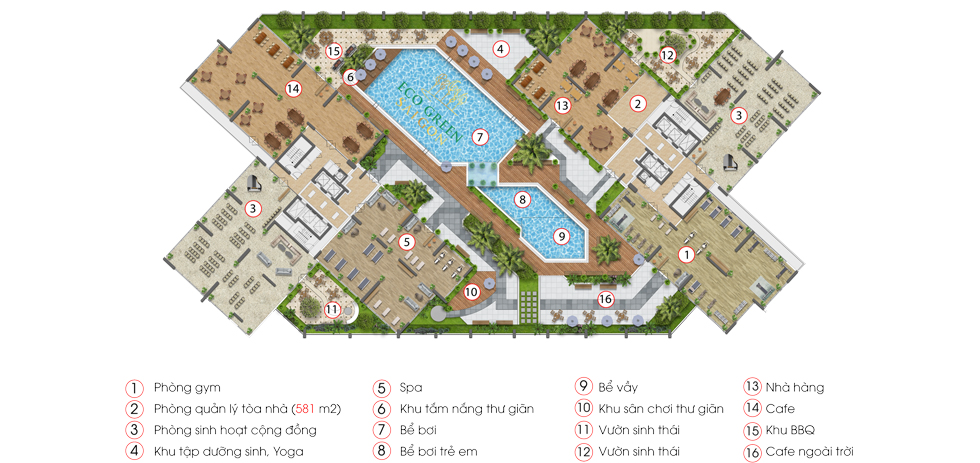 15
4
12
6
14
13
2
3
ECO GREEN
SAIGON
7
8
3
5
9
1
10
16
11
1 Phòng gym
2 Phòng quản lý tòa nhà (581 m2)
3 Phòng sinh hoạt cộng đồng
4 Khu tập dưỡng sinh, Yoga
5 Spa
6 Khu tắm nắng thư giãn
7 Bể bơi
8 Bể bơi trẻ em
9 Bể vầy
10 Khu sân chơi thư giãn
11 Vườn sinh thái
12 Vườn sinh thái
13 Nhà hàng
14 Cafe
15 Khu BBQ
16 Cafe ngoài trời